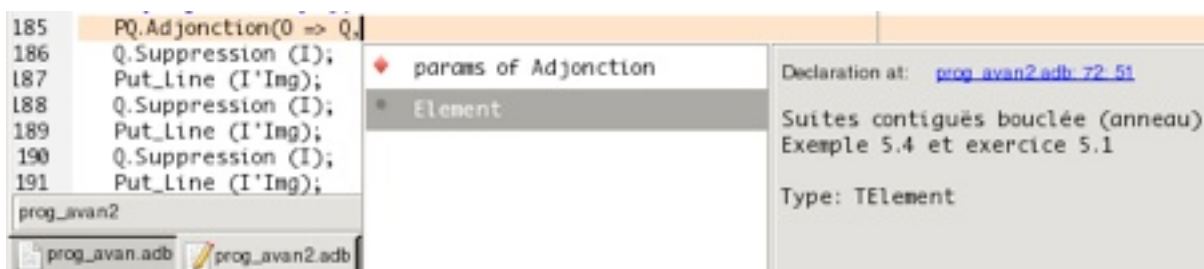 185 PQ.Adjonction(O => Q,
186 Q.Suppression (I);
187 Put_Line (I'Img);
188 Q.Suppression (I);
189 Put_Line (I'Img);
190 Q.Suppression (I);
191 Put_Line (I'Img);
prog_avan2
prog_avan.adb prog_avan2.adb
params of Adjonction
Element
Declaration at: prog_avan2.adb: 72: 51
Suites contiguës bouclée (anneau)
Exemple 5.4 et exercice 5.1
Type: TElement